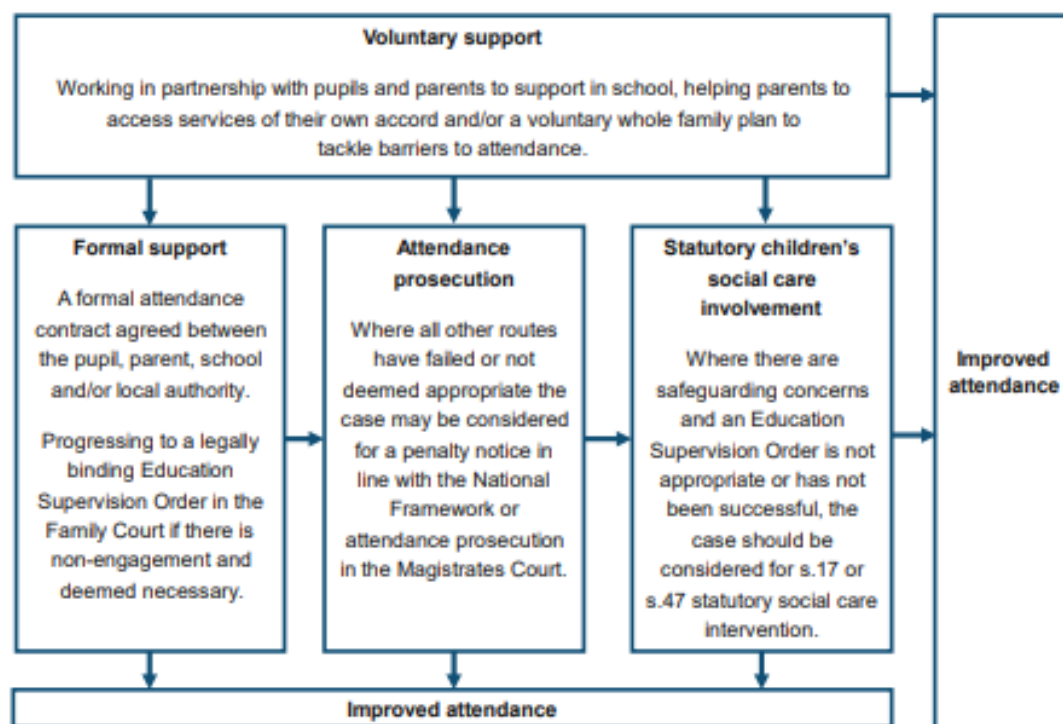 Voluntary support
Working in partnership with pupils and parents to support in school, helping parents to
access services of their own accord and/or a voluntary whole family plan to
tackle barriers to attendance.
Formal support
A formal attendance
contract agreed between
the pupil, parent, school
and/or local authority.
Progressing to a legally
binding Education
Supervision Order in the
Family Court if there is
non-engagement and
deemed necessary.
Attendance
prosecution
Where all other routes
have failed or not
deemed appropriate the
case may be considered
for a penalty notice in
line with the National
Framework or
attendance prosecution
in the Magistrates Court.
Statutory children's
social care
involvement
Where there are
safeguarding concerns
and an Education
Supervision Order is not
appropriate or has not
been successful, the
case should be
considered for s.17 or
s.47 statutory social care
intervention.
Improved
attendance
Improved attendance